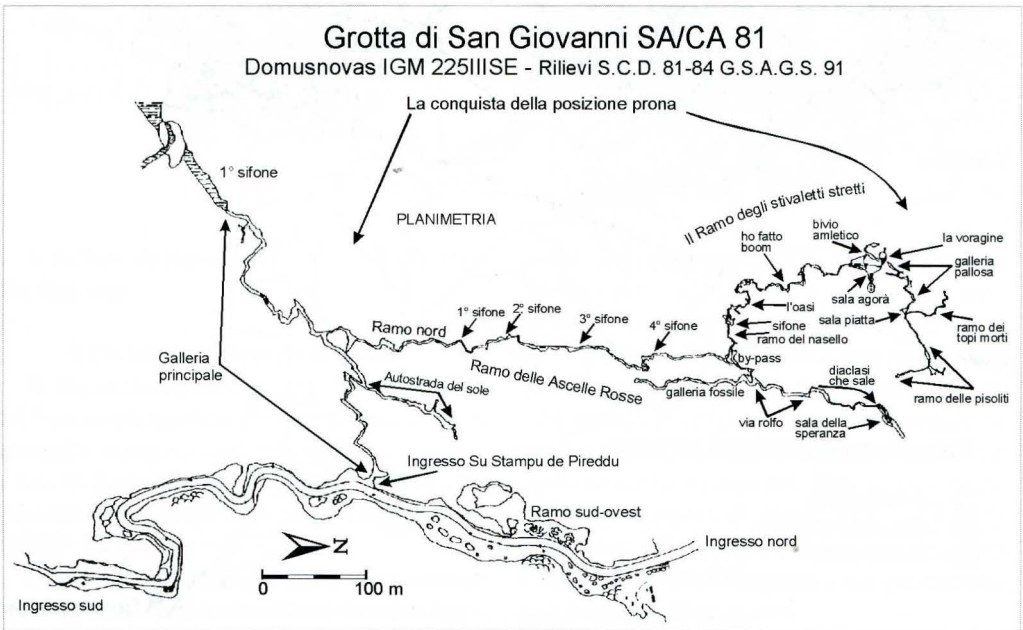 Grotta di San Giovanni SA/CA 81
Domusnovas IGM 225IIISE - Rilievi S.C.D. 81-84 G.S.A.G.S. 91
La conquista della posizione prona
1° sifone
PLANIMETRIA
Il Ramo degli stivaletti stretti
bivio
amletico
la voragine
ho fatto
boom
galleria
pallosa
l'oasi
sala agorà
sala piatta
1° sifone
2° sifone
3° sifone
4° sifone
sifone
ramo del nasello
ramo dei
topi morti
Ramo nord
Galleria
principale
by-pass
Autostrada del sole
Ramo delle Ascelle Rosse
galleria fossile
diaclasi
che sale
ramo delle pisoliti
via rolfo
sala della
speranza
Ingresso Su Stampu de Pireddu
Ramo sud-ovest
Ingresso nord
N
0 100 m
Ingresso sud